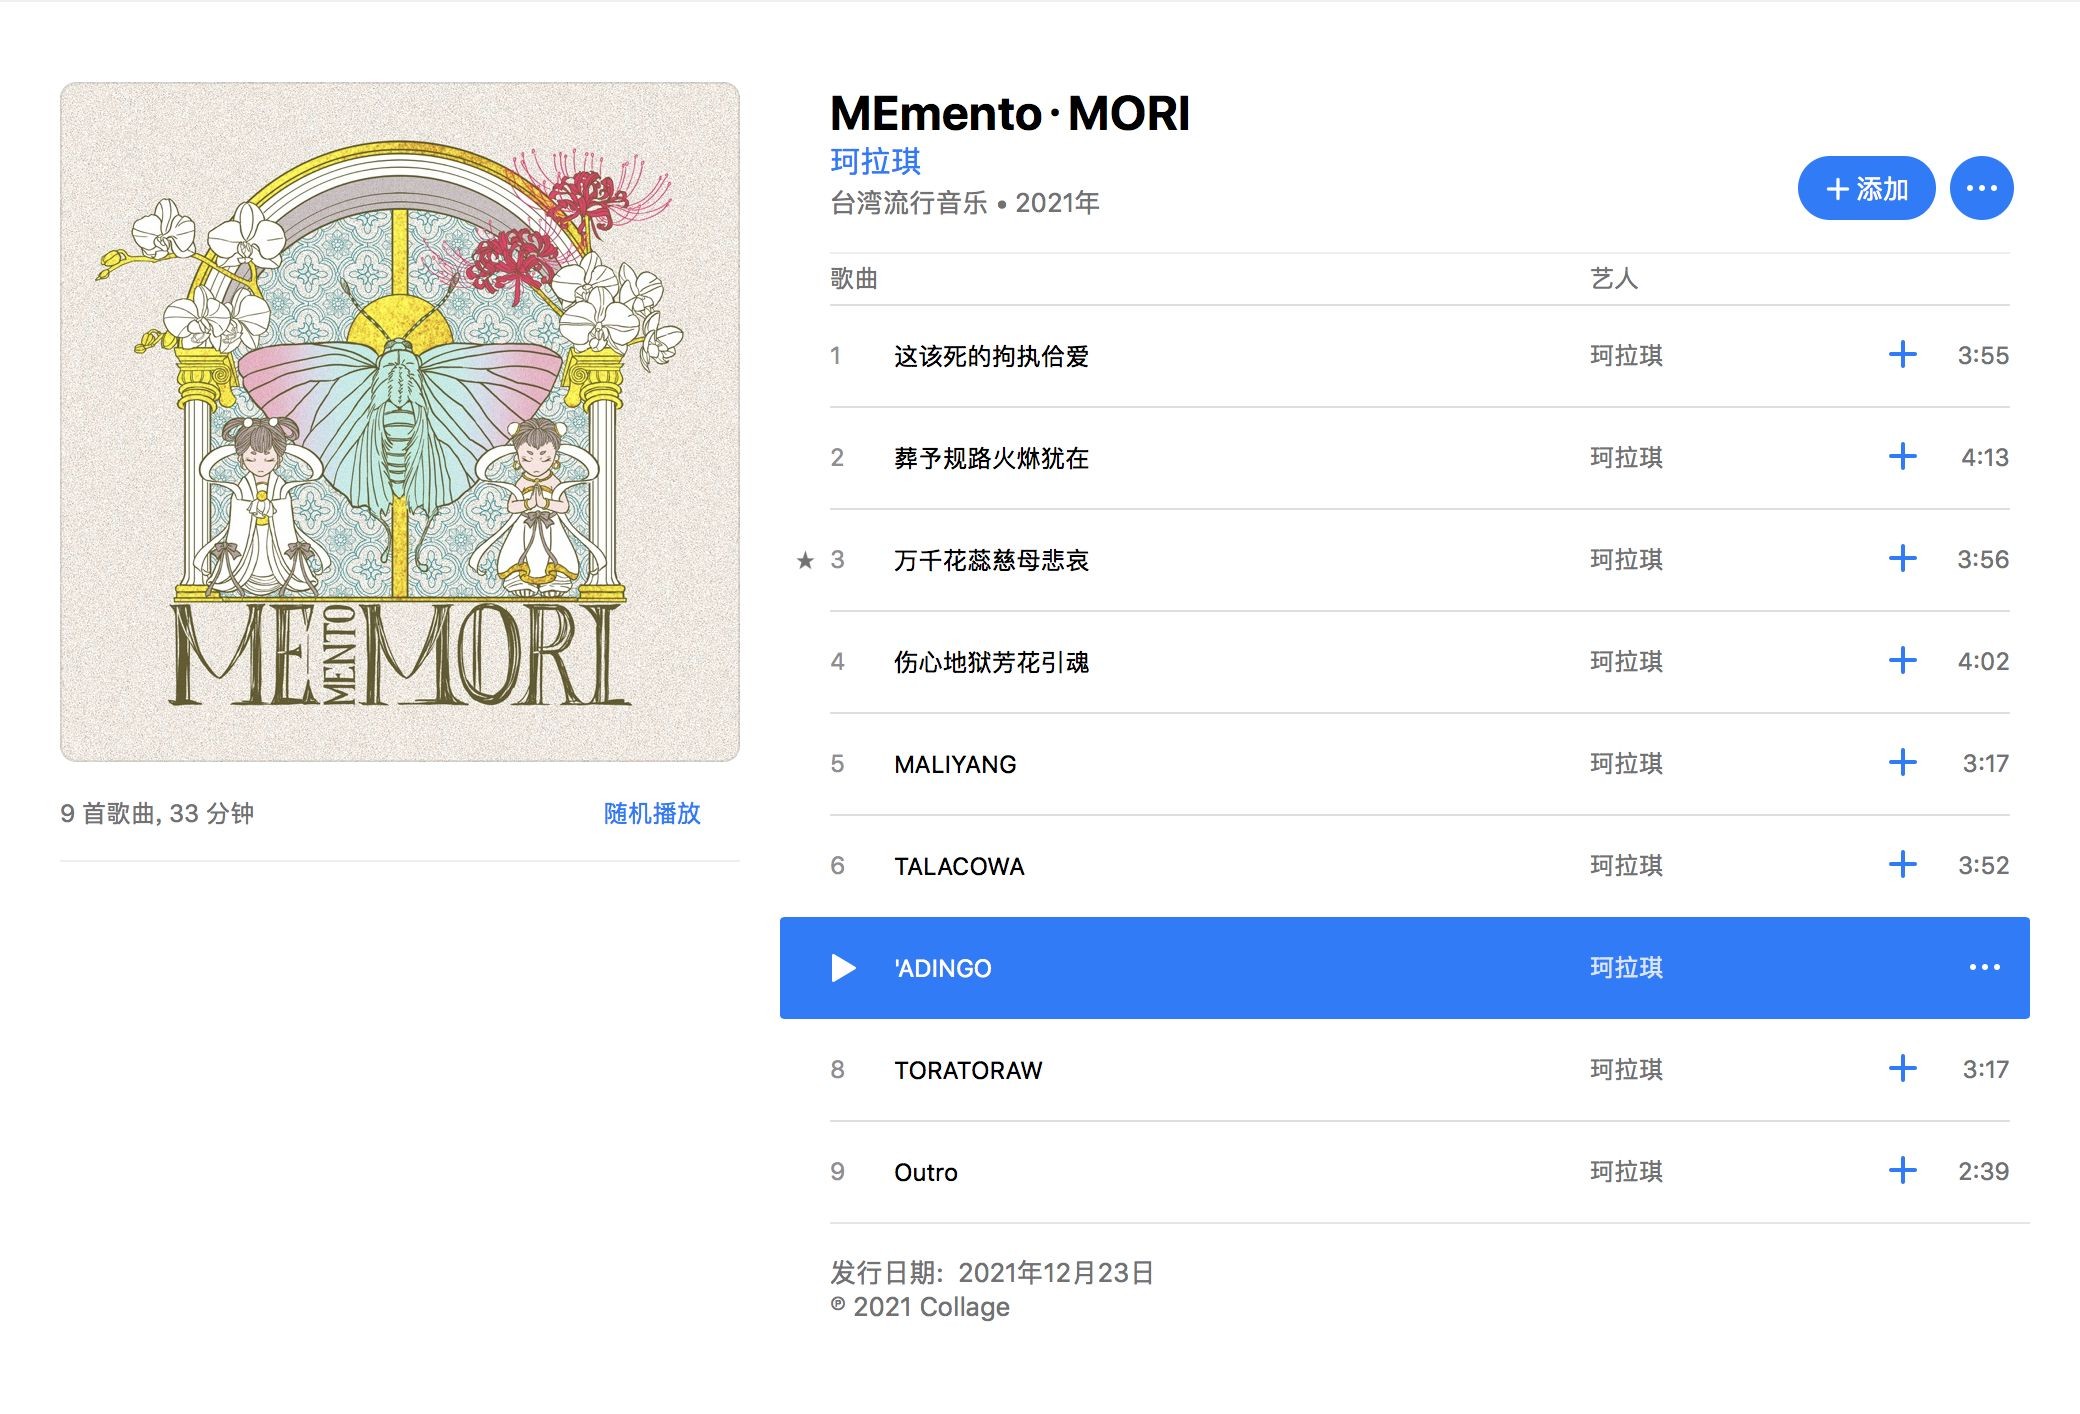 MEMENTO MORI
9 首歌曲, 33 分钟
随机播放
MEmento·MORI
珂拉琪
台湾流行音乐 • 2021年
+ 添加 ···
歌曲 艺人
1 这该死的拘执佮爱 珂拉琪 + 3:55
2 葬予规路火烌犹在 珂拉琪 + 4:13
★ 3 万千花蕊慈母悲哀 珂拉琪 + 3:56
4 伤心地狱芳花引魂 珂拉琪 + 4:02
5 MALIYANG 珂拉琪 + 3:17
6 TALACOWA 珂拉琪 + 3:52
'ADINGO 珂拉琪 ···
8 TORATORAW 珂拉琪 + 3:17
9 Outro 珂拉琪 + 2:39
发行日期: 2021年12月23日
℗ 2021 Collage